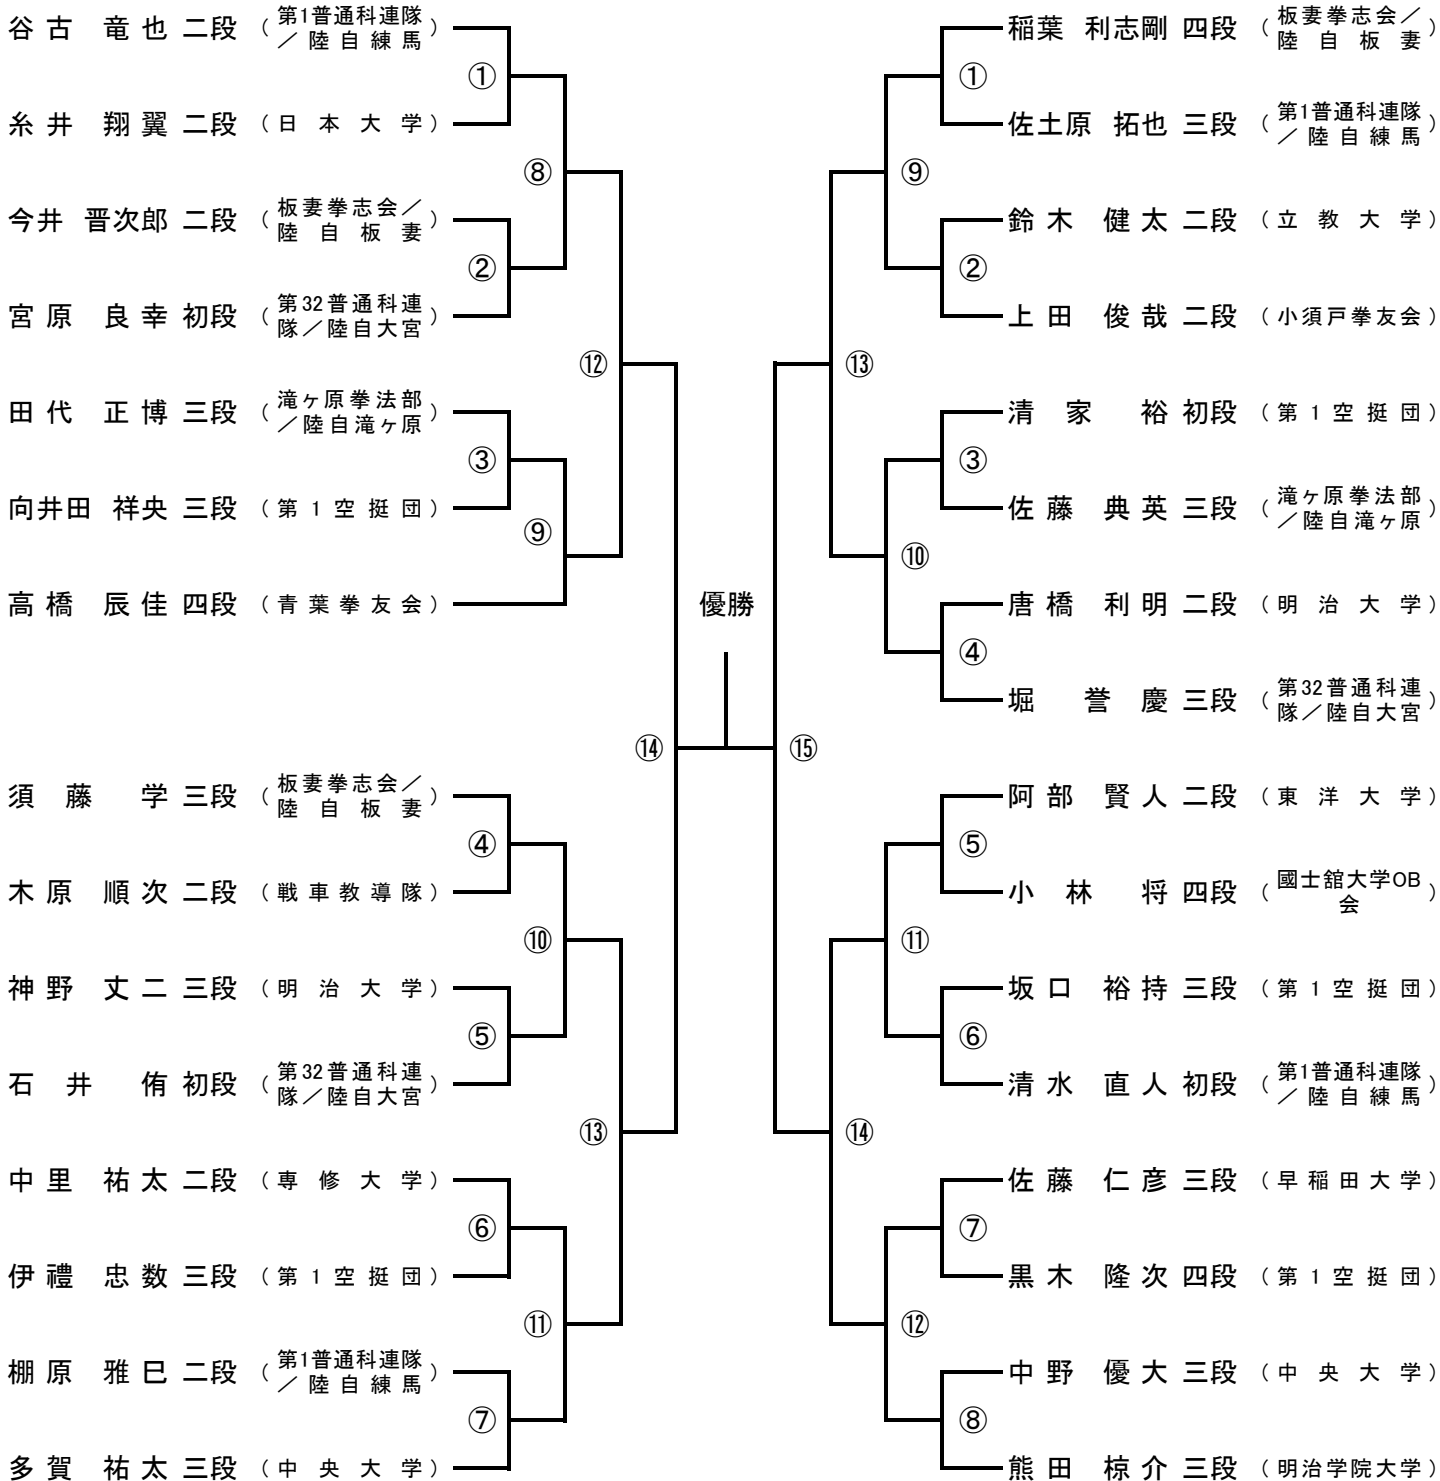 谷古 竜也 二段 (第1普通科連隊
／陸自練馬)
①
糸井 翔翼 二段 (日本大学)
⑧
今井 晋次郎 二段 (板妻拳志会／
陸自板妻)
②
宮原 良幸 初段 (第32普通科連
隊／陸自大宮)
⑫
田代 正博 三段 (滝ヶ原拳法部
／陸自滝ヶ原)
③
向井田 祥央 三段 (第1空挺団)
⑨
高橋 辰佳 四段 (青葉拳友会)
⑭
須藤 学 三段 (板妻拳志会／
陸自板妻)
④
木原 順次 二段 (戦車教導隊)
⑩
神野 丈二 三段 (明治大学)
⑤
石井 侑 初段 (第32普通科連
隊／陸自大宮)
⑬
中里 祐太 二段 (専修大学)
⑥
伊禮 忠数 三段 (第1空挺団)
⑪
棚原 雅巳 二段 (第1普通科連隊
／陸自練馬)
⑦
多賀 祐太 三段 (中央大学)
優勝
稲葉 利志剛 四段 (板妻拳志会／
陸自板妻)
①
佐土原 拓也 三段 (第1普通科連隊
／陸自練馬)
⑨
鈴木 健太 二段 (立教大学)
②
上田 俊哉 二段 (小須戸拳友会)
⑬
清家 裕 初段 (第1空挺団)
③
佐藤 典英 三段 (滝ヶ原拳法部
／陸自滝ヶ原)
⑩
唐橋 利明 二段 (明治大学)
④
堀 誉慶 三段 (第32普通科連
隊／陸自大宮)
⑮
阿部 賢人 二段 (東洋大学)
⑤
小林 将 四段 (國士舘大学OB
会)
⑪
坂口 裕持 三段 (第1空挺団)
⑥
清水 直人 初段 (第1普通科連隊
／陸自練馬)
⑭
佐藤 仁彦 三段 (早稲田大学)
⑦
黒木 隆次 四段 (第1空挺団)
⑫
中野 優大 三段 (中央大学)
⑧
熊田 椋介 三段 (明治学院大学)